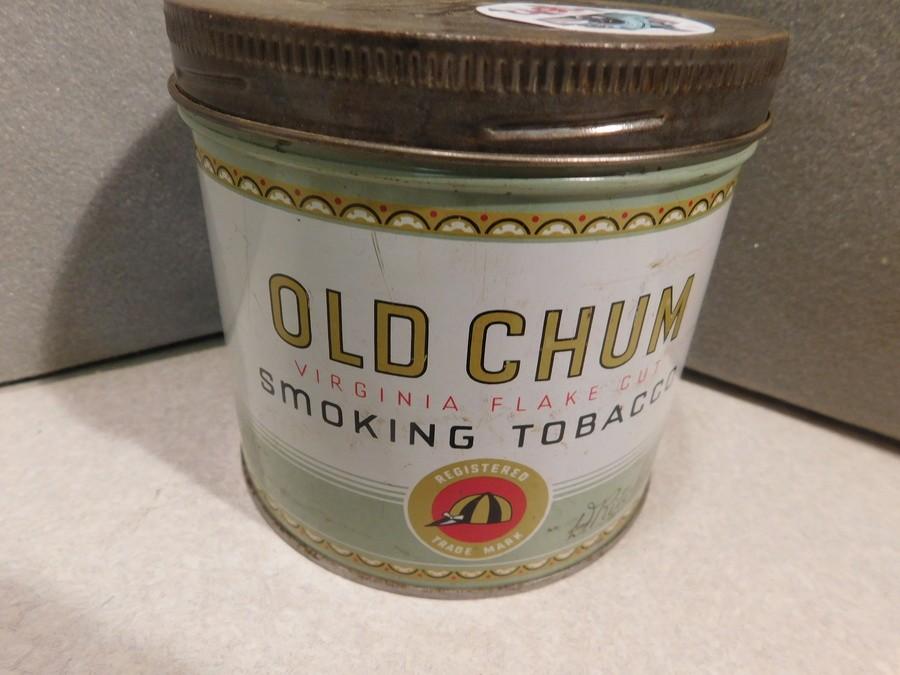 OLD CHUM
VIRGINIA FLAKE CUT
SMOKING TOBACCO
REGISTERED
TRADE MARK